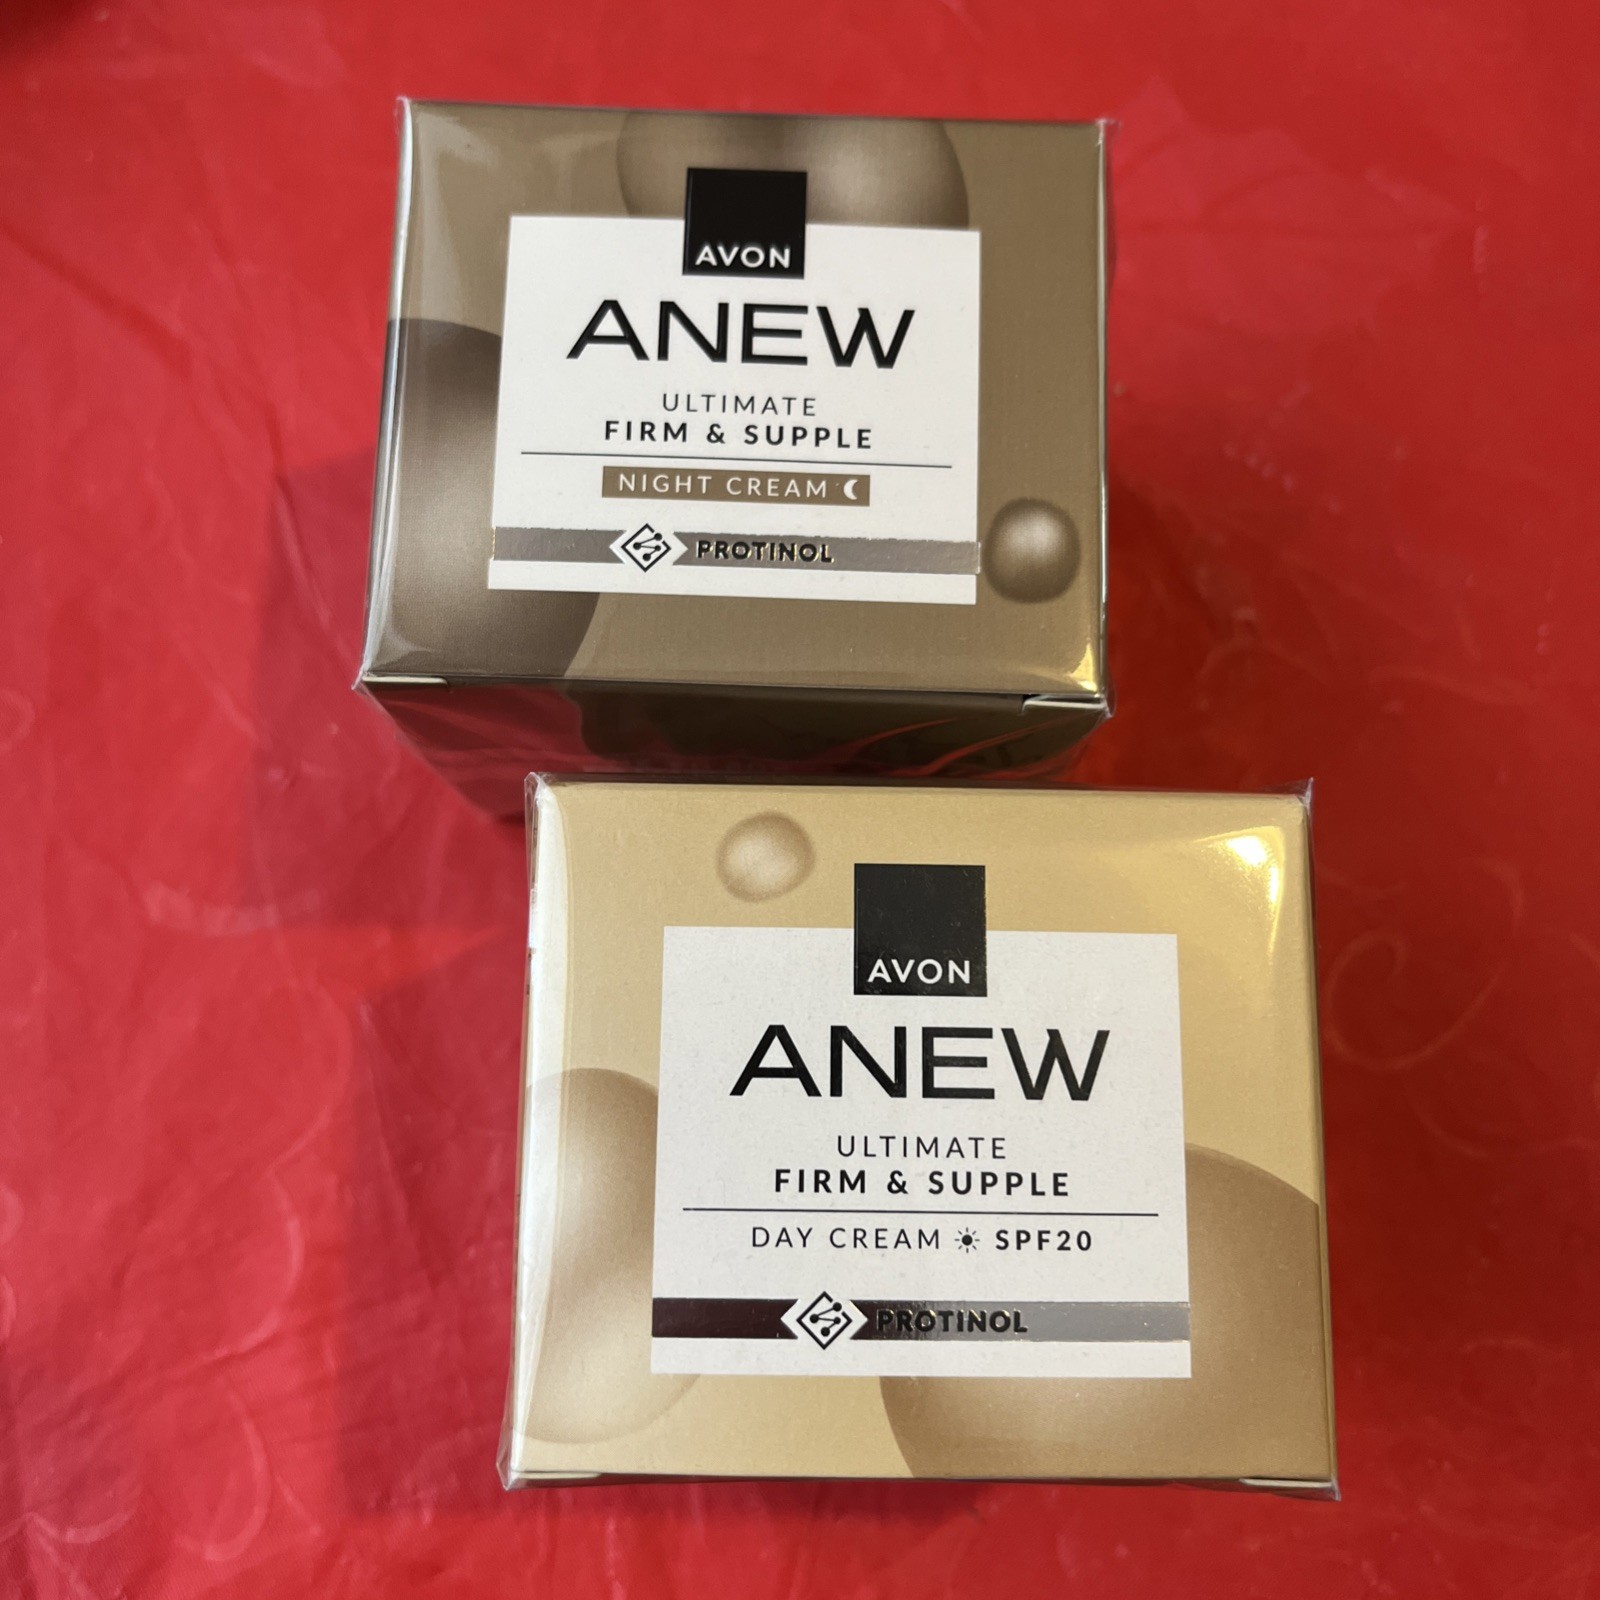 AVON
ANEW
ULTIMATE
FIRM & SUPPLE
NIGHT CREAM
PROTINOL
AVON
ANEW
ULTIMATE
FIRM & SUPPLE
DAY CREAM SPF20
PROTINOL